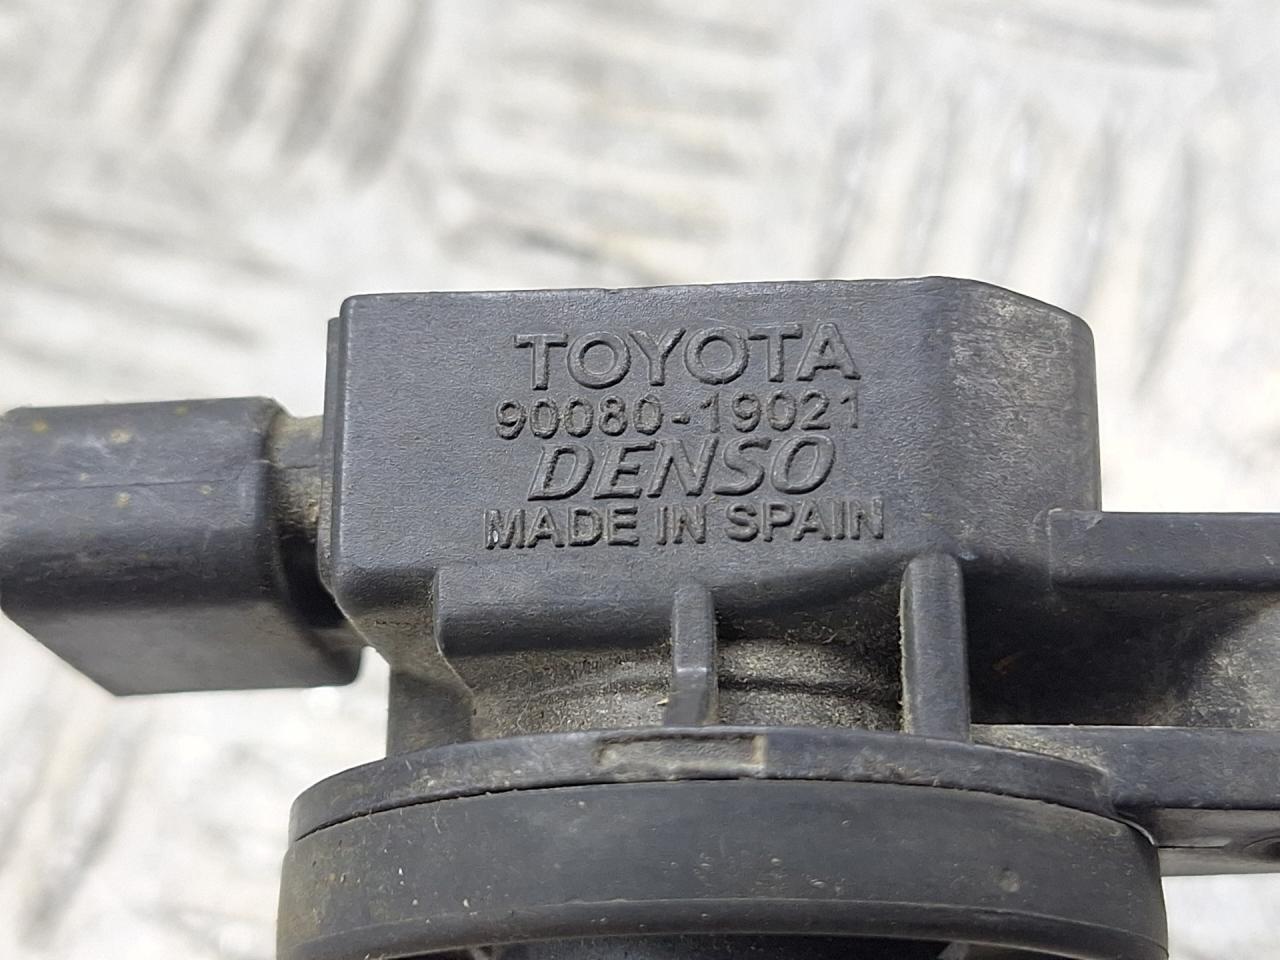 TOYOTA
90080-19021
DENSO
MADE IN SPAIN